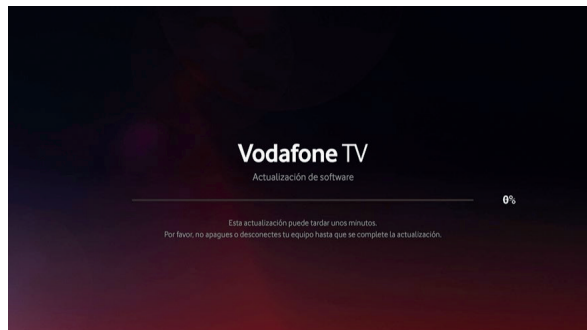 Vodafone TV
Actualización de software
0%
Esta actualización puede tardar unos minutos.
Por favor, no apagues o desconectes tu equipo hasta que se complete la actualización.